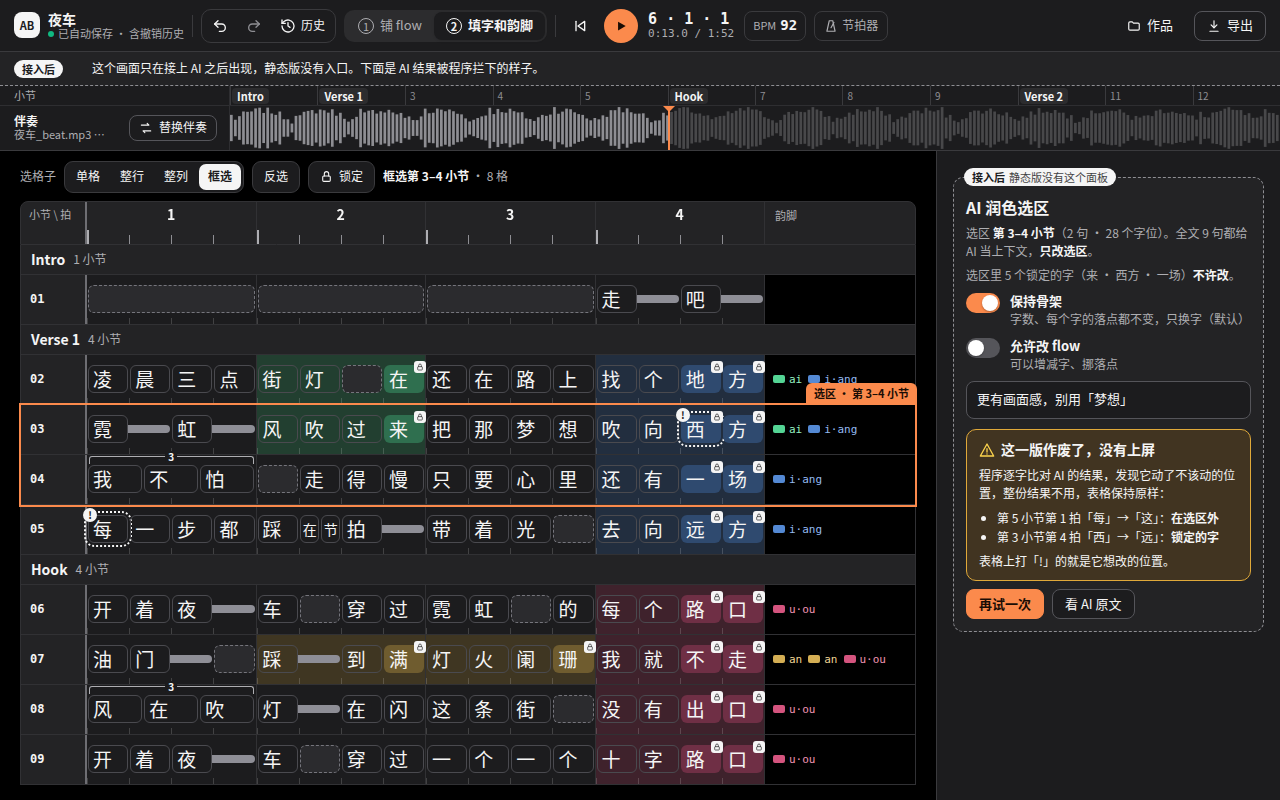 AB
夜车
已自动保存 · 含撤销历史
历史
1 铺 flow
2 填字和韵脚
6 · 1 · 1
0:13.0 / 1:52
BPM 92
节拍器
作品
导出
接入后
这个画面只在接上 AI 之后出现，静态版没有入口。下面是 AI 结果被程序拦下的样子。
小节
Intro Verse 1 3 4 5 Hook 7 8 9 Verse 2 11 12
伴奏
夜车_beat.mp3 ···
替换伴奏
选格子 单格 整行 整列 框选 反选 锁定 框选第 3–4 小节 · 8 格
小节 \ 拍 1 2 3 4 韵脚
Intro 1 小节
01 走 吧
Verse 1 4 小节
02 凌 晨 三 点 街 灯 在 还 在 路 上 找 个 地 方 ai i·ang
选区 · 第 3–4 小节
03 霓 虹 风 吹 过 来 把 那 梦 想 吹 向 西 方 ai i·ang
3
04 我 不 怕 走 得 慢 只 要 心 里 还 有 一 场 i·ang
05 每 一 步 都 踩 在 节 拍 带 着 光 去 向 远 方 i·ang
Hook 4 小节
06 开 着 夜 车 穿 过 霓 虹 的 每 个 路 口 u·ou
07 油 门 踩 到 满 灯 火 阑 珊 我 就 不 走 an an u·ou
3
08 风 在 吹 灯 在 闪 这 条 街 没 有 出 口 u·ou
09 开 着 夜 车 穿 过 一 个 一 个 十 字 路 口 u·ou
接入后 静态版没有这个面板
AI 润色选区
选区 第 3–4 小节（2 句 · 28 个字位）。全文 9 句都给
AI 当上下文，只改选区。
选区里 5 个锁定的字（来 · 西方 · 一场）不许改。
保持骨架
字数、每个字的落点都不变，只换字（默认）
允许改 flow
可以增减字、挪落点
更有画面感，别用「梦想」
这一版作废了，没有上屏
程序逐字比对 AI 的结果，发现它动了不该动的位
置，整份结果不用，表格保持原样：
• 第 5 小节第 1 拍「每」→「这」：在选区外
• 第 3 小节第 4 拍「西」→「远」：锁定的字
表格上打「!」的就是它想改的位置。
再试一次
看 AI 原文